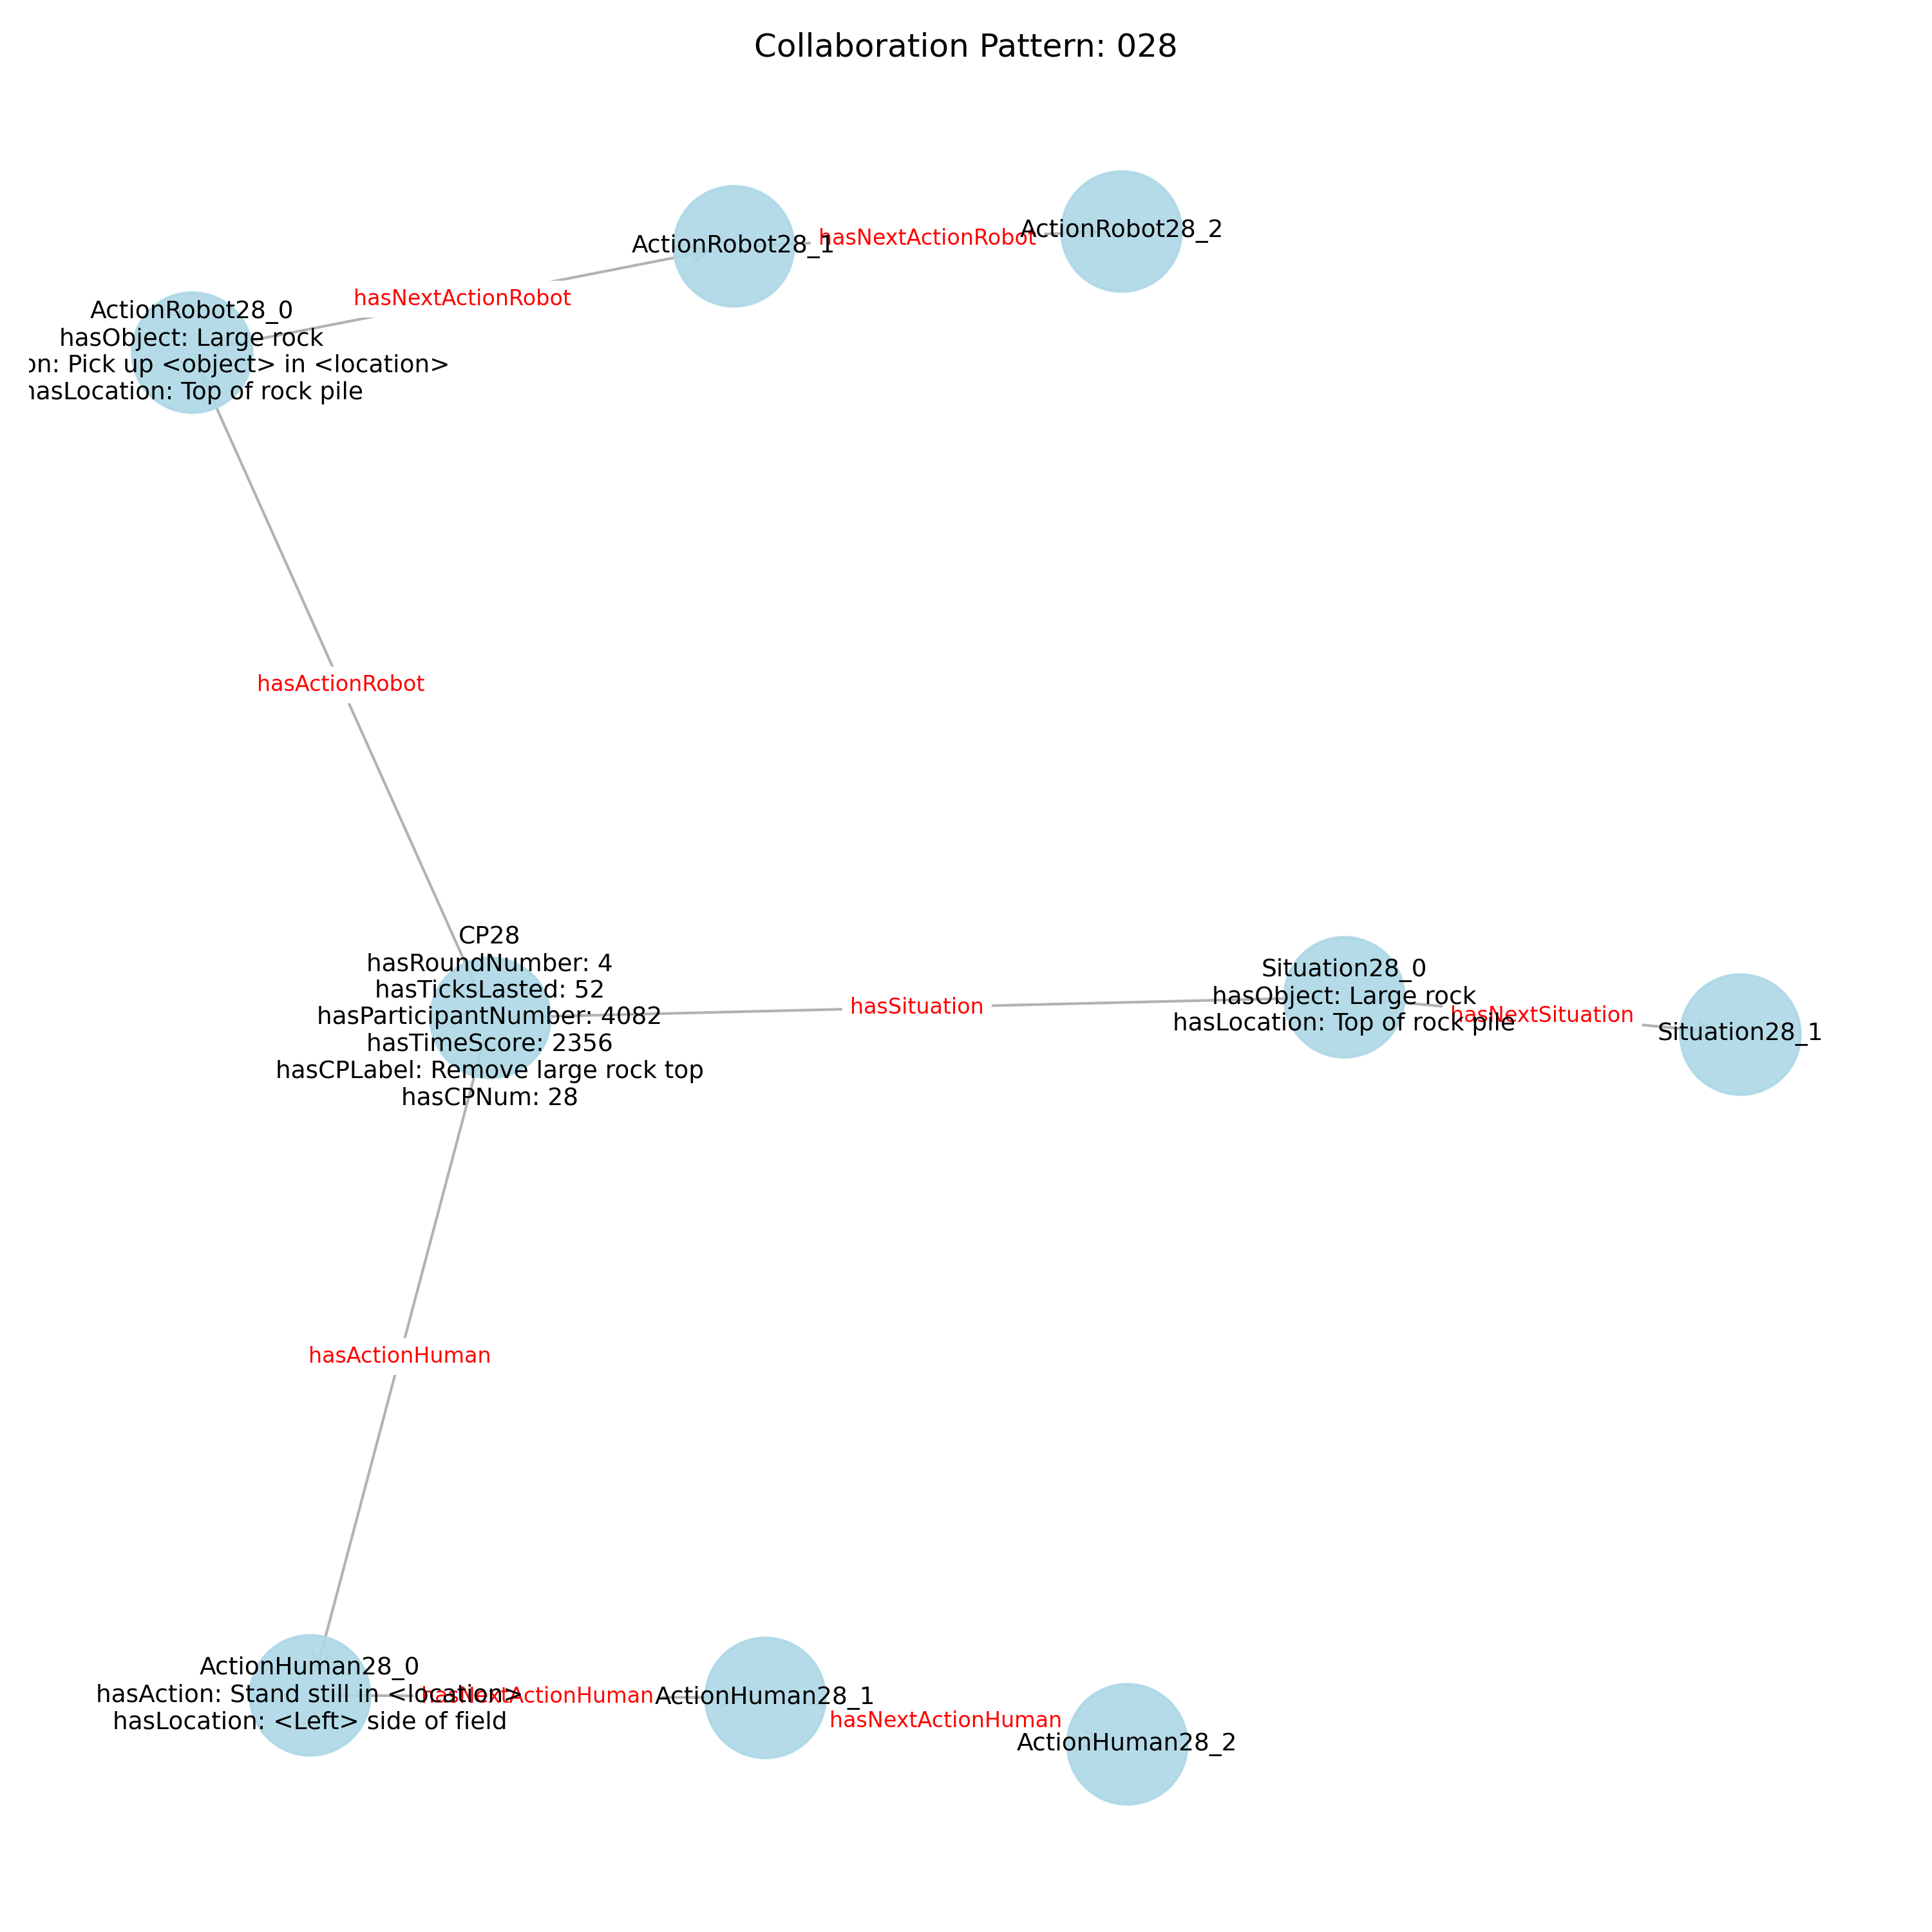 Collaboration Pattern: 028
ActionRobot28_2
hasNextActionRobot
ActionRobot28_1
hasNextActionRobot
ActionRobot28_0
hasObject: Large rock
on: Pick up <object> in <location>
hasLocation: Top of rock pile
hasActionRobot
CP28
hasRoundNumber: 4
hasTicksLasted: 52
hasParticipantNumber: 4082
hasTimeScore: 2356
hasCPLabel: Remove large rock top
hasCPNum: 28
hasSituation
Situation28_0
hasObject: Large rock
hasLocation: Top of rock pile
hasNextSituation
Situation28_1
hasActionHuman
ActionHuman28_0
hasAction: Stand still in <location>
hasLocation: <Left> side of field
hasNextActionHuman
ActionHuman28_1
hasNextActionHuman
ActionHuman28_2